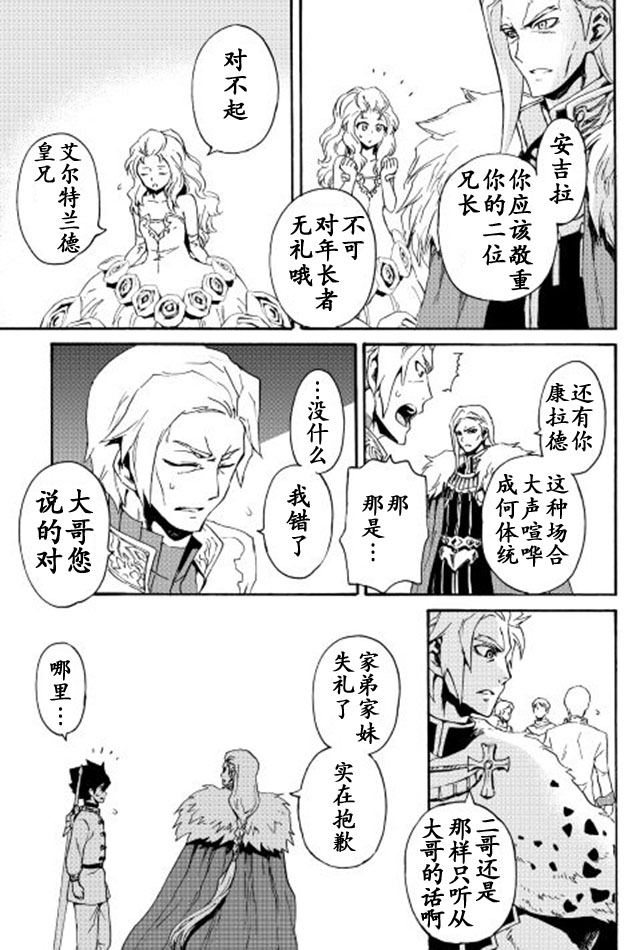 安吉拉
你应该敬重
你的二位
兄长
不可
对年长者
无礼哦
对不起
艾尔特兰德
皇兄
还有你
康拉德
这种场合
大声喧哗
成何体统
那
那是…
…没什么
我错了
大哥您
说的对
二哥还是
那样只听从
大哥的话啊
家弟家妹
失礼了
实在抱歉
哪里…